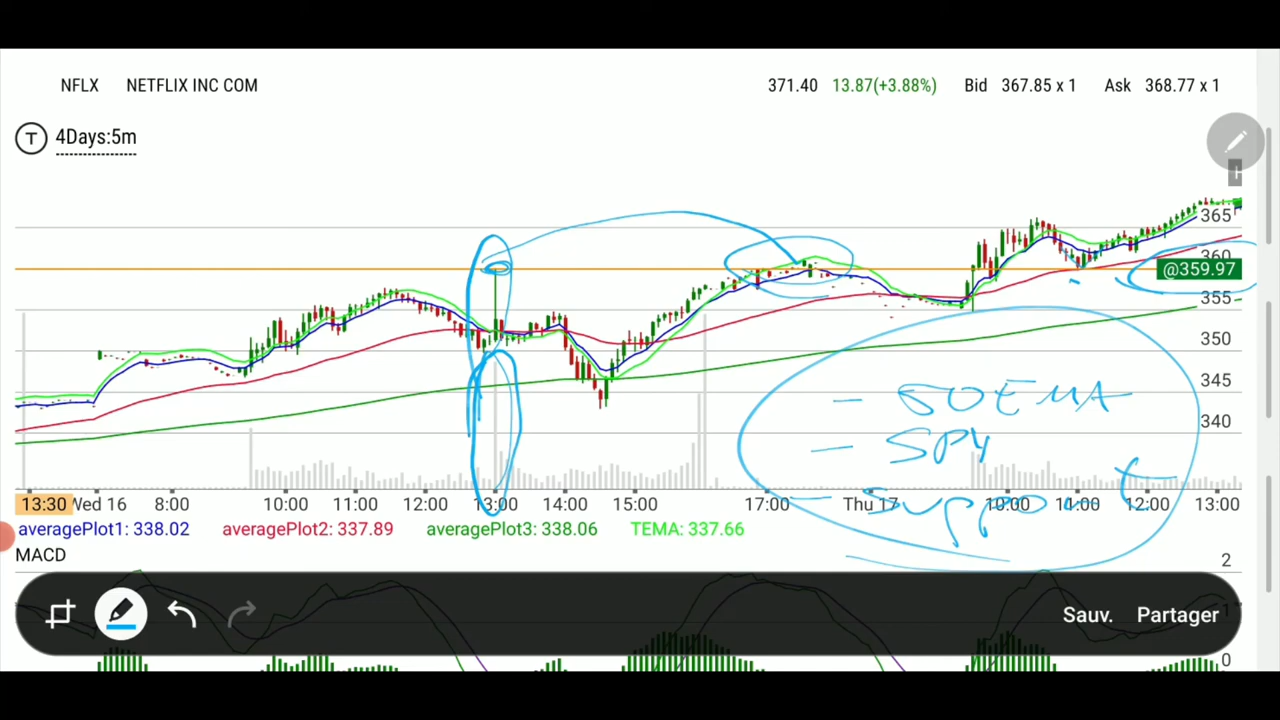 NFLX NETFLIX INC COM 371.40 13.87(+3.88%) Bid 367.85 x 1 Ask 368.77 x 1
T 4Days:5m
365
360
@359.97
355
350
345
340
- 50EMA
- SPY
- Support
13:30 Wed 16 8:00 10:00 11:00 12:00 13:00 14:00 15:00 17:00 Thu 17 10:00 11:00 12:00 13:00
averagePlot1: 338.02 averagePlot2: 337.89 averagePlot3: 338.06 TEMA: 337.66
MACD
2
1
0
Sauv. Partager